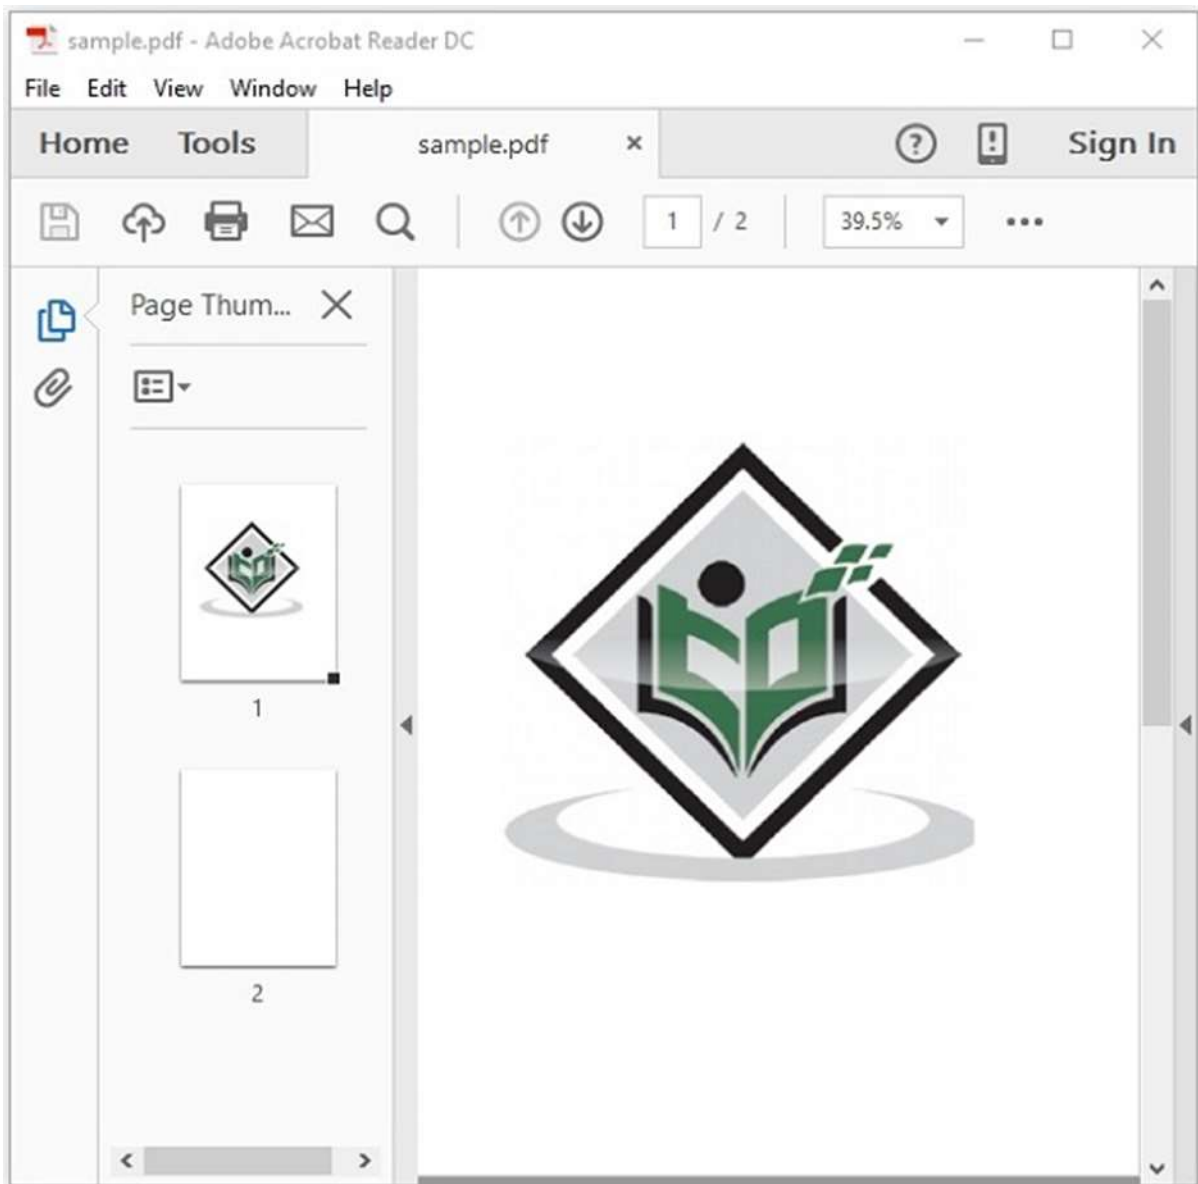 sample.pdf - Adobe Acrobat Reader DC
File Edit View Window Help
Home Tools sample.pdf × ? ! Sign In
1 / 2 39.5%
Page Thum...
1
2